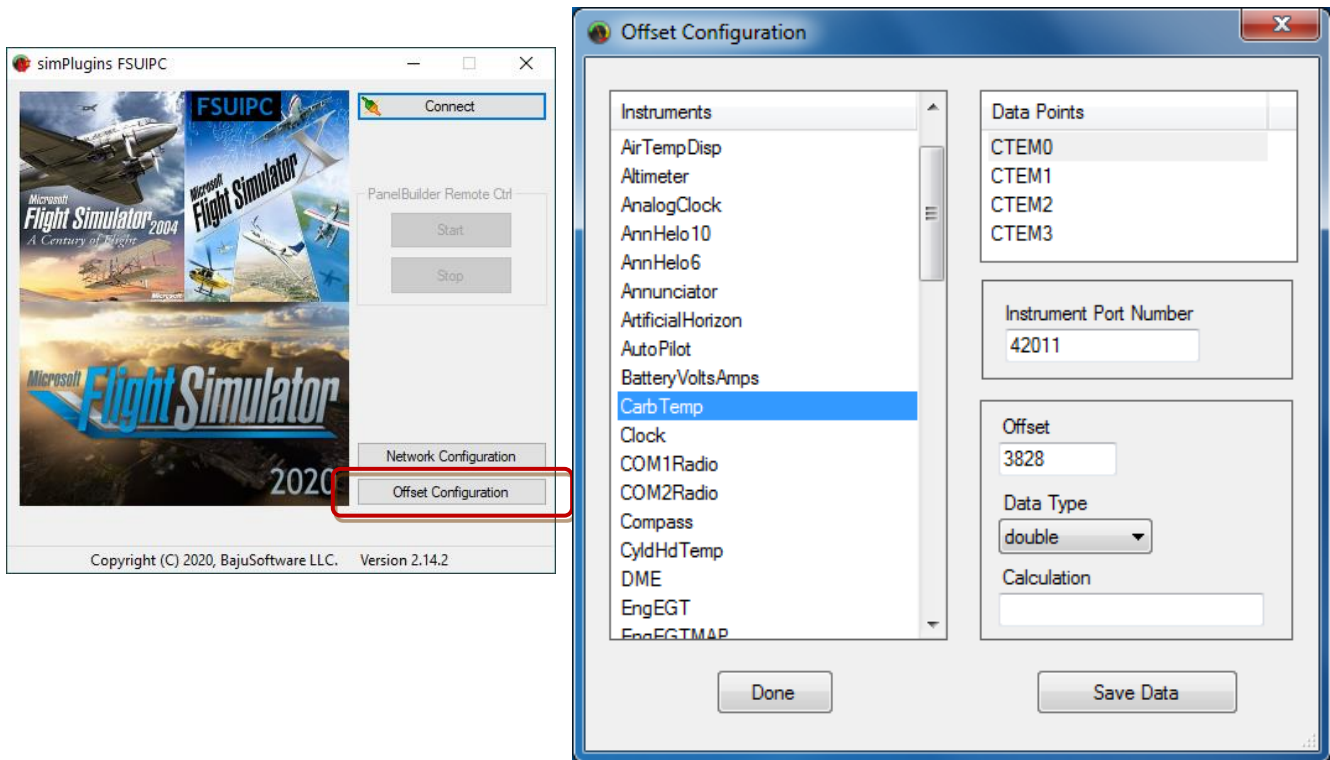 simPlugins FSUIPC
FSUIPC
Microsoft
Flight Simulator 2004
A Century of Flight
Microsoft
Microsoft
Flight Simulator
X
Microsoft
Flight Simulator
2020
Connect
PanelBuilder Remote Ctrl
Start
Stop
Network Configuration
Offset Configuration
Copyright (C) 2020, BajuSoftware LLC. Version 2.14.2
Offset Configuration
Instruments
AirTempDisp
Altimeter
AnalogClock
AnnHelo10
AnnHelo6
Annunciator
ArtificialHorizon
AutoPilot
BatteryVoltsAmps
CarbTemp
Clock
COM1Radio
COM2Radio
Compass
CyldHdTemp
DME
EngEGT
EngEGTMAP
Data Points
CTEM0
CTEM1
CTEM2
CTEM3
Instrument Port Number
42011
Offset
3828
Data Type
double
Calculation
Done
Save Data